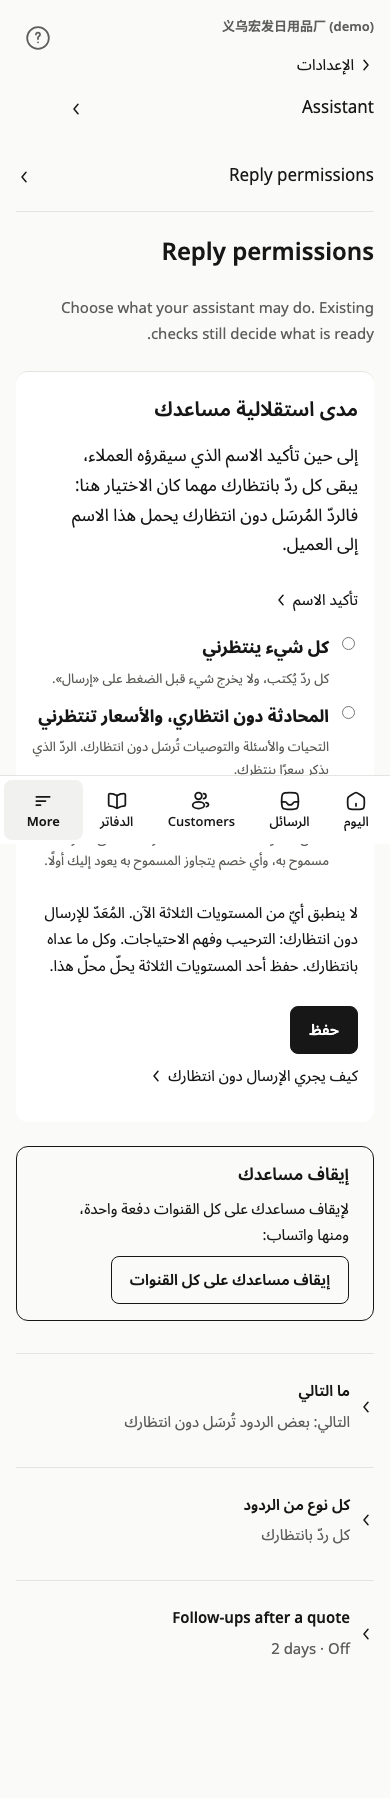 义乌宏发日用品厂 (demo)
الإعدادات
Assistant
Reply permissions
Reply permissions
Choose what your assistant may do. Existing
checks still decide what is ready.
مدى استقلالية مساعدك
إلى حين تأكيد الاسم الذي سيقرؤه العملاء،
يبقى كل ردّ بانتظارك مهما كان الاختيار هنا:
فالردّ المُرسَل دون انتظارك يحمل هذا الاسم
إلى العميل.
تأكيد الاسم
كل شيء ينتظرني
كل ردّ يُكتب، ولا يخرج شيء قبل الضغط على «إرسال».
المحادثة دون انتظاري، والأسعار تنتظرني
التحيات والأسئلة والتوصيات تُرسَل دون انتظارك. الردّ الذي
يذكر سعرًا ينتظرك.
اليوم
الرسائل
Customers
الدفاتر
More
مسموح به، وأي خصم يتجاوز المسموح به يعود إليك أولًا.
لا ينطبق أيّ من المستويات الثلاثة الآن. المُعَدّ للإرسال
دون انتظارك: الترحيب وفهم الاحتياجات. وكل ما عداه
بانتظارك. حفظ أحد المستويات الثلاثة يحلّ محلّ هذا.
حفظ
كيف يجري الإرسال دون انتظارك
إيقاف مساعدك
لإيقاف مساعدك على كل القنوات دفعة واحدة،
ومنها واتساب:
إيقاف مساعدك على كل القنوات
ما التالي
التالي: بعض الردود تُرسَل دون انتظارك
كل نوع من الردود
كل ردّ بانتظارك
Follow-ups after a quote
2 days · Off